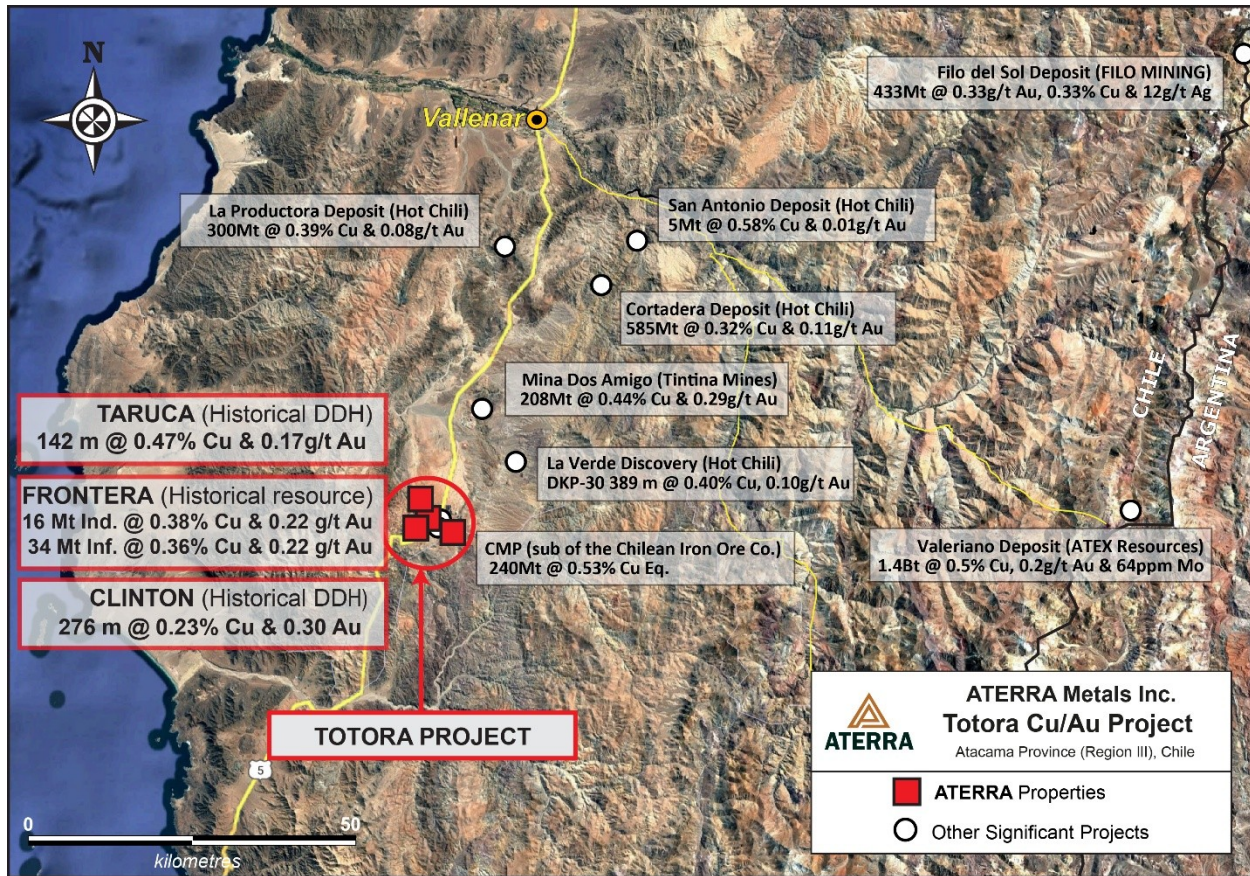 N
Vallenar
Filo del Sol Deposit (FILO MINING)
433Mt @ 0.33g/t Au, 0.33% Cu & 12g/t Ag
La Productora Deposit (Hot Chili)
300Mt @ 0.39% Cu & 0.08g/t Au
San Antonio Deposit (Hot Chili)
5Mt @ 0.58% Cu & 0.01g/t Au
Cortadera Deposit (Hot Chili)
585Mt @ 0.32% Cu & 0.11g/t Au
CHILE
ARGENTINA
Mina Dos Amigo (Tintina Mines)
208Mt @ 0.44% Cu & 0.29g/t Au
TARUCA (Historical DDH)
142 m @ 0.47% Cu & 0.17g/t Au
La Verde Discovery (Hot Chili)
DKP-30 389 m @ 0.40% Cu, 0.10g/t Au
FRONTERA (Historical resource)
16 Mt Ind. @ 0.38% Cu & 0.22 g/t Au
34 Mt Inf. @ 0.36% Cu & 0.22 g/t Au
CMP (sub of the Chilean Iron Ore Co.)
240Mt @ 0.53% Cu Eq.
Valeriano Deposit (ATEX Resources)
1.4Bt @ 0.5% Cu, 0.2g/t Au & 64ppm Mo
CLINTON (Historical DDH)
276 m @ 0.23% Cu & 0.30 Au
TOTORA PROJECT
5
0 50
kilometres
ATERRA
ATERRA Metals Inc.
Totora Cu/Au Project
Atacama Province (Region III), Chile
ATERRA Properties
Other Significant Projects